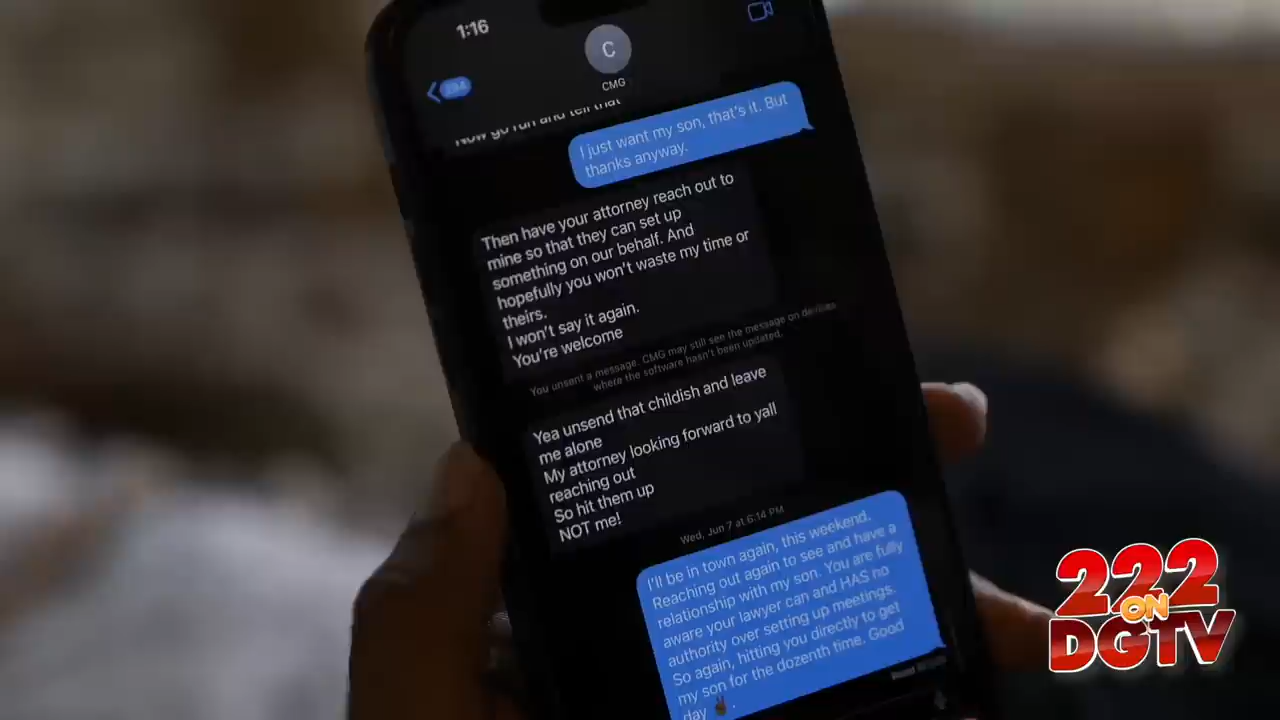 1:16
C
CMG
Now go run and tell that
I just want my son, that's it. But
thanks anyway.
Then have your attorney reach out to
mine so that they can set up
something on our behalf. And
hopefully you won't waste my time or
theirs.
I won't say it again.
You're welcome
You unsent a message. CMG may still see the message on devices
where the software hasn't been updated.
Yea unsend that childish and leave
me alone
My attorney looking forward to yall
reaching out
So hit them up
NOT me!
Wed, Jun 7 at 6:14 PM
I'll be in town again, this weekend.
Reaching out again to see and have a
relationship with my son. You are fully
aware your lawyer can and HAS no
authority over setting up meetings.
So again, hitting you directly to get
my son for the dozenth time. Good
day ✌🏾.
222
ON
DGTV